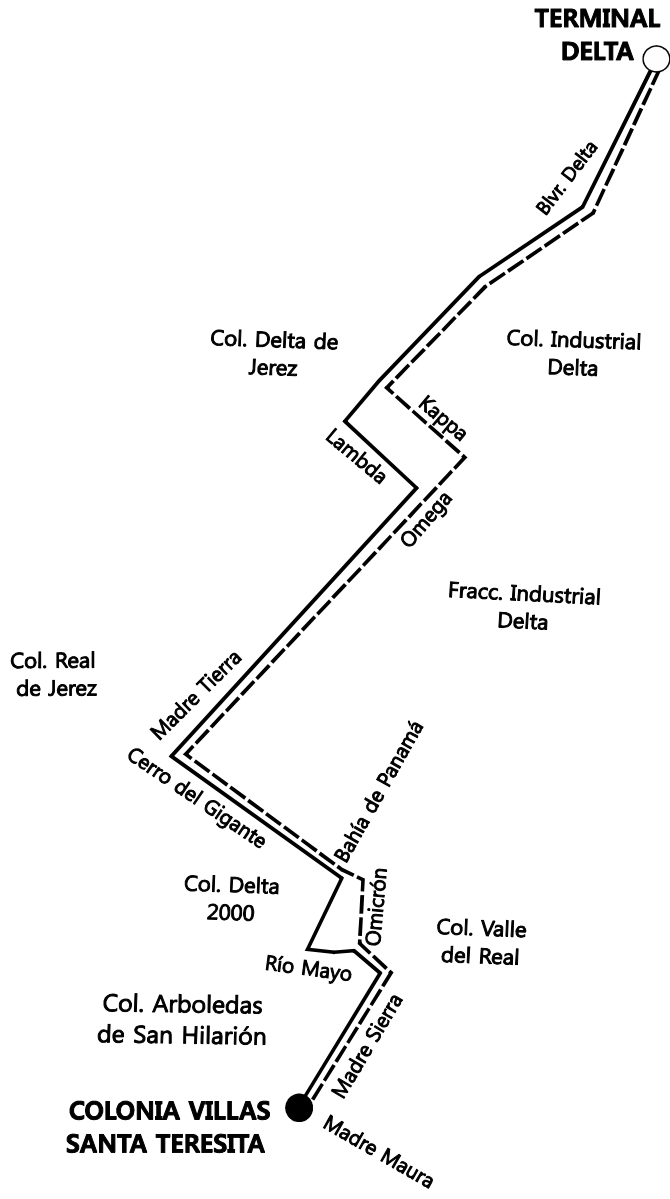 TERMINAL
DELTA
Blvr. Delta
Col. Delta de
Jerez
Col. Industrial
Delta
Kappa
Lambda
Omega
Fracc. Industrial
Delta
Col. Real
de Jerez
Madre Tierra
Cerro del Gigante
Bahía de Panamá
Col. Delta
2000
Omicrón
Col. Valle
del Real
Río Mayo
Col. Arboledas
de San Hilarión
Madre Sierra
COLONIA VILLAS
SANTA TERESITA
Madre Maura